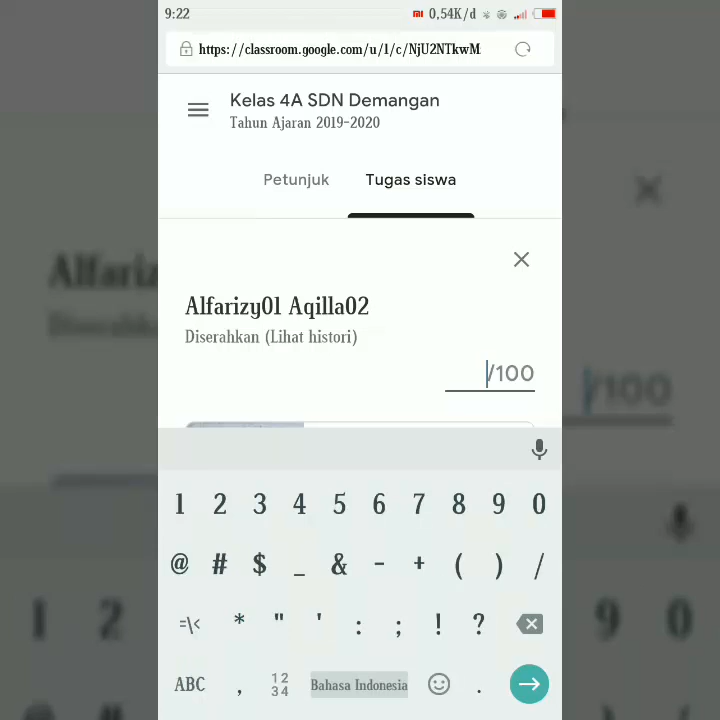 9:22 0,54K/d
https://classroom.google.com/u/1/c/NjU2NTkwM
Kelas 4A SDN Demangan
Tahun Ajaran 2019-2020
Petunjuk Tugas siswa
Alfarizy01 Aqilla02
Diserahkan (Lihat histori)
/100
1 2 3 4 5 6 7 8 9 0
@ # $ _ & - + ( ) /
=\< * " ' : ; ! ?
ABC , 12 34 Bahasa Indonesia .